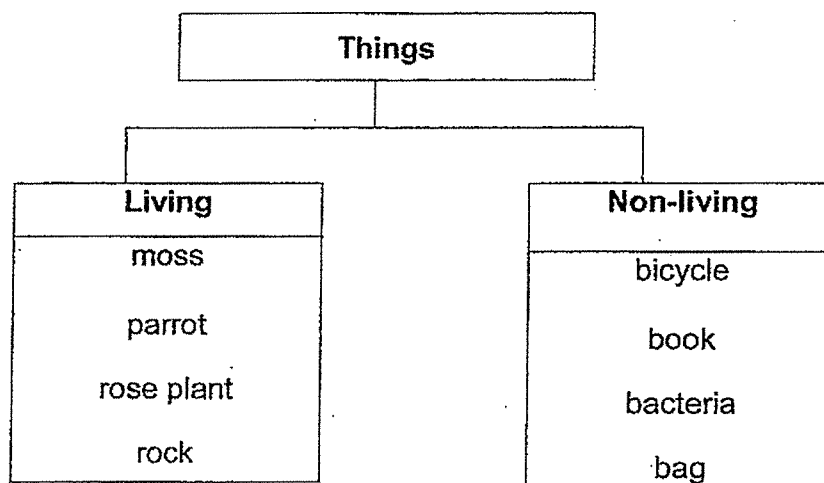 Things
Living
moss
parrot
rose plant
rock
Non-living
bicycle
book
bacteria
bag